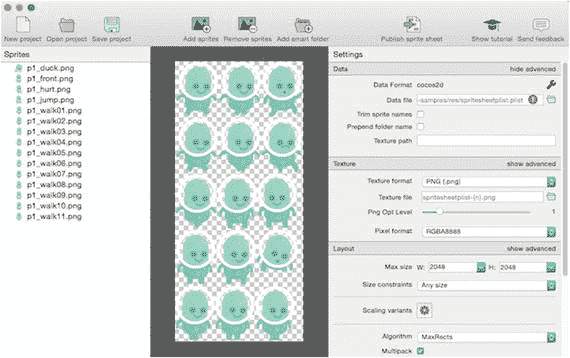 New project
Open project
Save project
Add sprites
Remove sprites
Add smart folder
Publish sprite sheet
Show tutorial
Send feedback
Sprites
p1_duck.png
p1_front.png
p1_hurt.png
p1_jump.png
p1_walk01.png
p1_walk02.png
p1_walk03.png
p1_walk04.png
p1_walk05.png
p1_walk06.png
p1_walk07.png
p1_walk08.png
p1_walk09.png
p1_walk10.png
p1_walk11.png
Settings
Data hide advanced
Data Format cocos2d
Data file -samples/res/spritesheetplist.plist
Trim sprite names
Prepend folder name
Texture path
Texture show advanced
Texture format PNG (.png)
Texture file spritesheetplist-{n}.png
Png Opt Level 1
Pixel format RGBA8888
Layout show advanced
Max size W: 2048 H: 2048
Size constraints Any size
Scaling variants
Algorithm MaxRects
Multipack